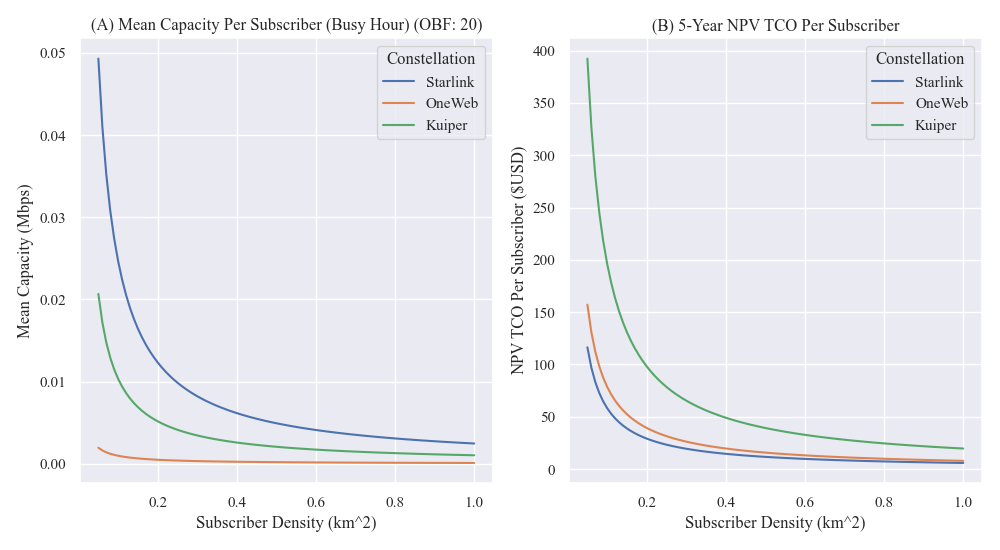 (A) Mean Capacity Per Subscriber (Busy Hour) (OBF: 20)
Mean Capacity (Mbps)
0.05
0.04
0.03
0.02
0.01
0.00
Constellation
Starlink
OneWeb
Kuiper
0.2 0.4 0.6 0.8 1.0
Subscriber Density (km^2)
(B) 5-Year NPV TCO Per Subscriber
NPV TCO Per Subscriber ($USD)
400
350
300
250
200
150
100
50
0
Constellation
Starlink
OneWeb
Kuiper
0.2 0.4 0.6 0.8 1.0
Subscriber Density (km^2)